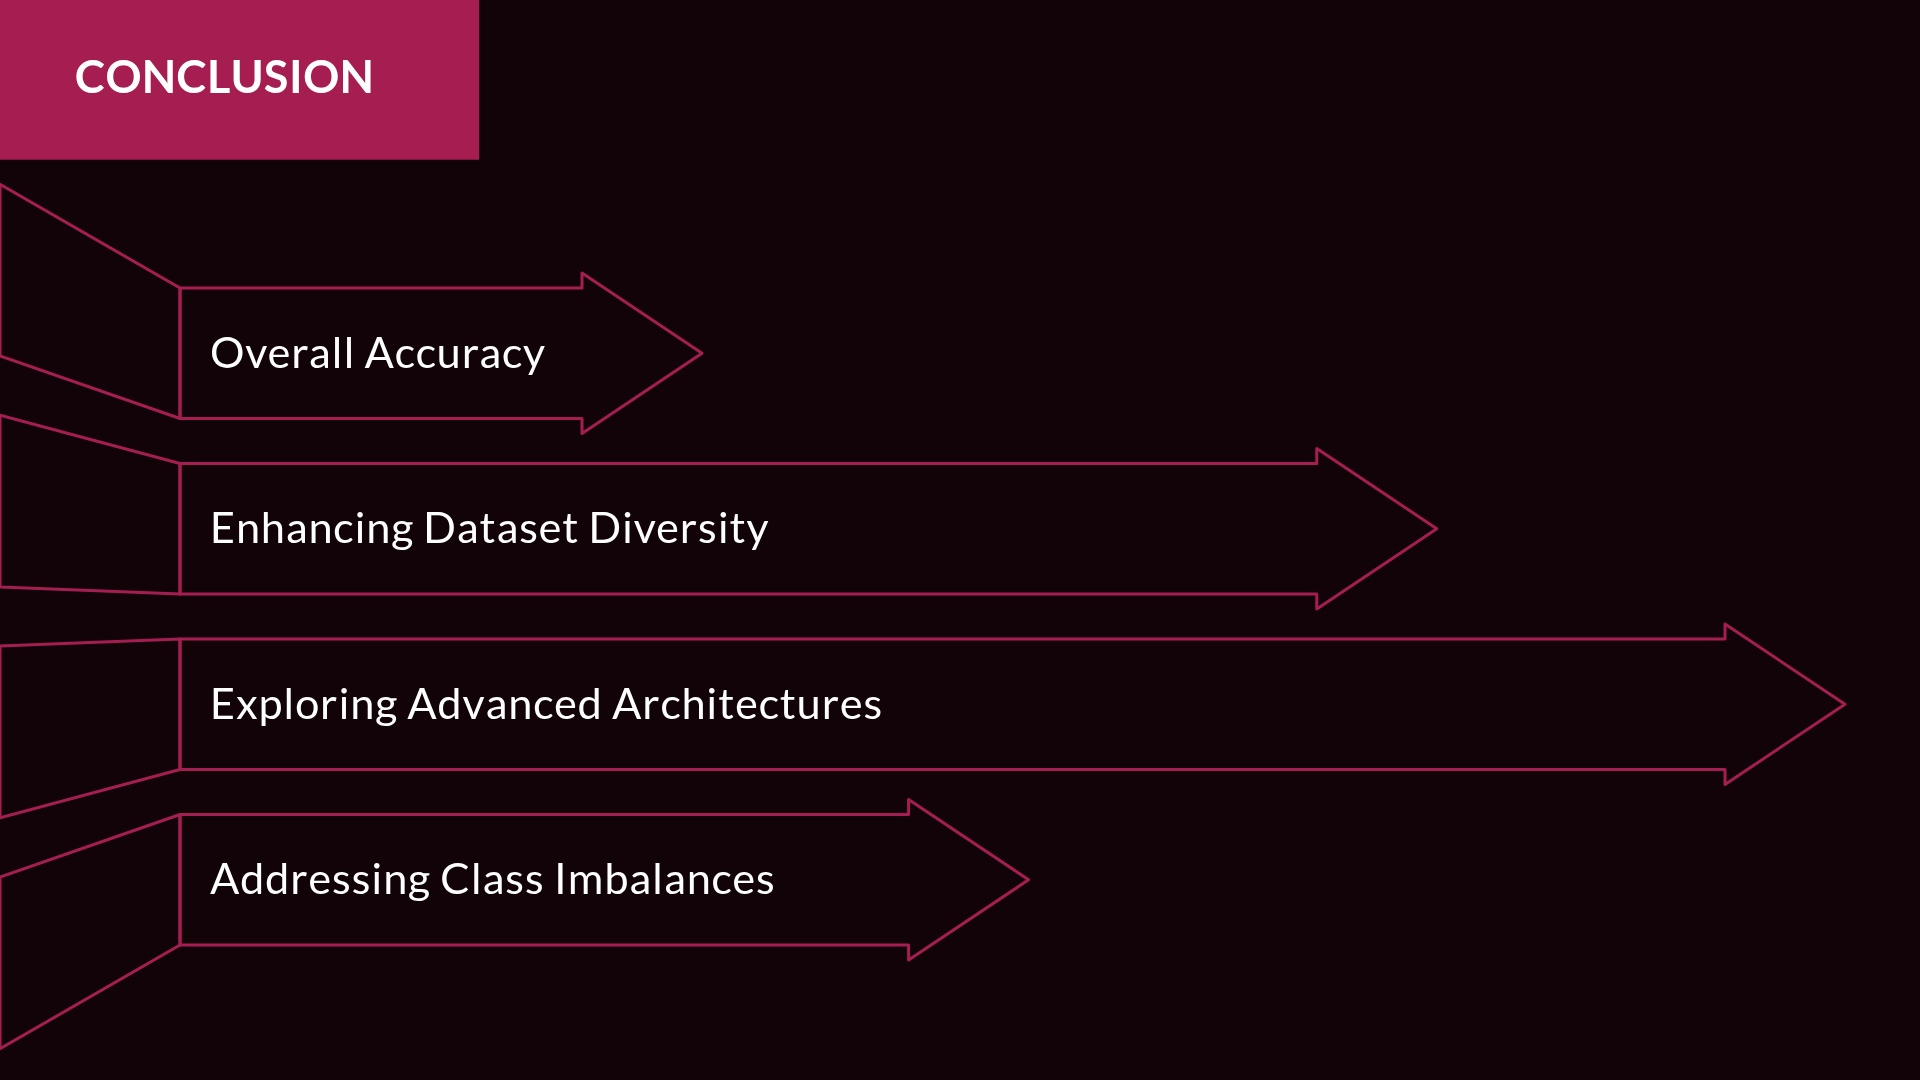 CONCLUSION
Overall Accuracy
Enhancing Dataset Diversity
Exploring Advanced Architectures
Addressing Class Imbalances